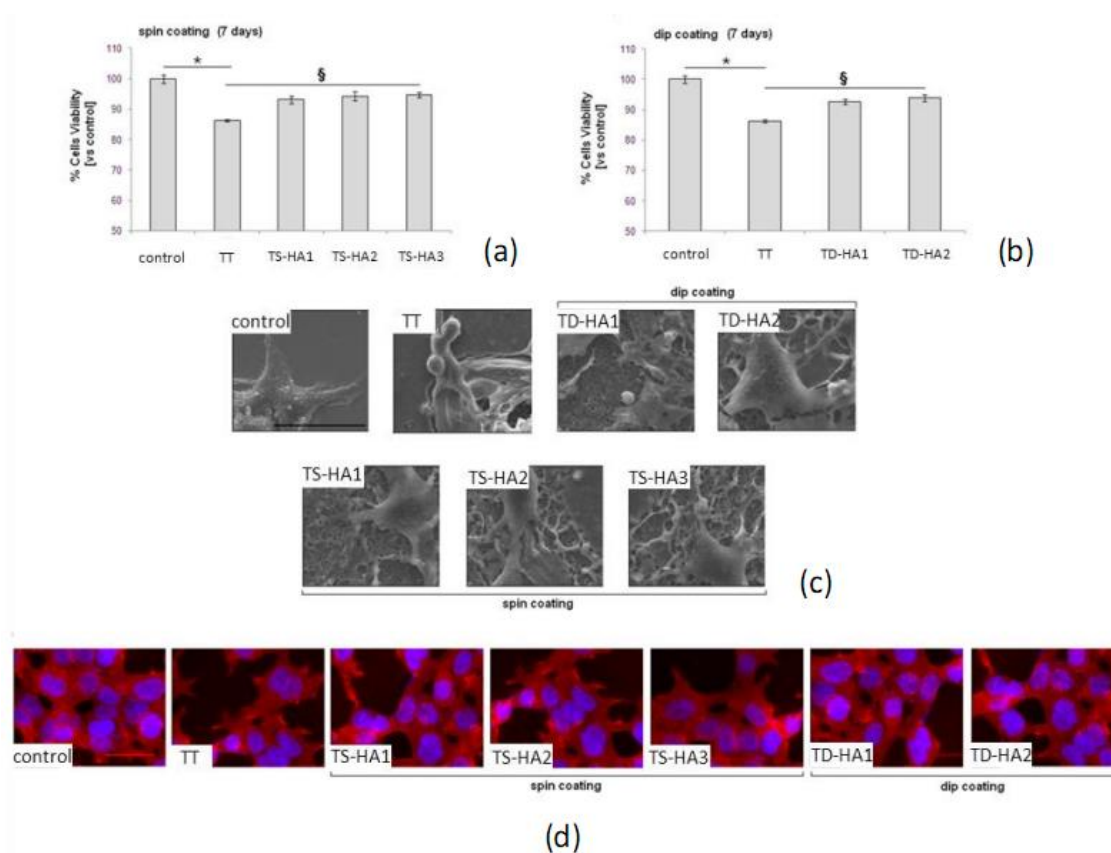 spin coating (7 days)
110
100
90
80
70
60
50
% Cells Viability
[vs control]
*
§
control TT TS-HA1 TS-HA2 TS-HA3
(a)
dip coating (7 days)
110
100
90
80
70
60
50
% Cells Viability
[vs control]
*
§
control TT TD-HA1 TD-HA2
(b)
dip coating
control TT TD-HA1 TD-HA2
TS-HA1 TS-HA2 TS-HA3
spin coating
(c)
control TT TS-HA1 TS-HA2 TS-HA3 TD-HA1 TD-HA2
spin coating dip coating
(d)